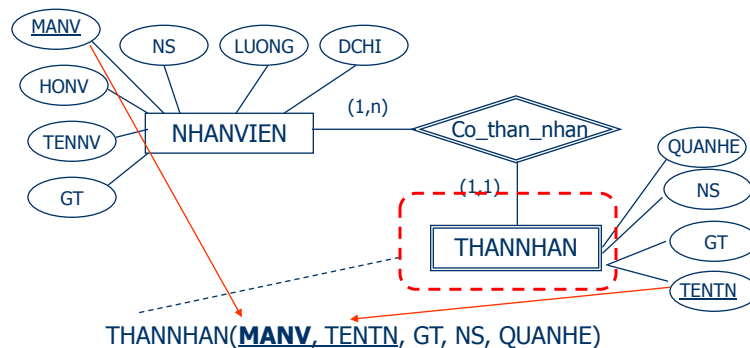 MANV
NS
LUONG
DCHI
HONV
(1,n)
NHANVIEN
Co_than_nhan
TENNV
QUANHE
GT
(1,1)
NS
THANNHAN
GT
TENTN
THANNHAN(MANV, TENTN, GT, NS, QUANHE)